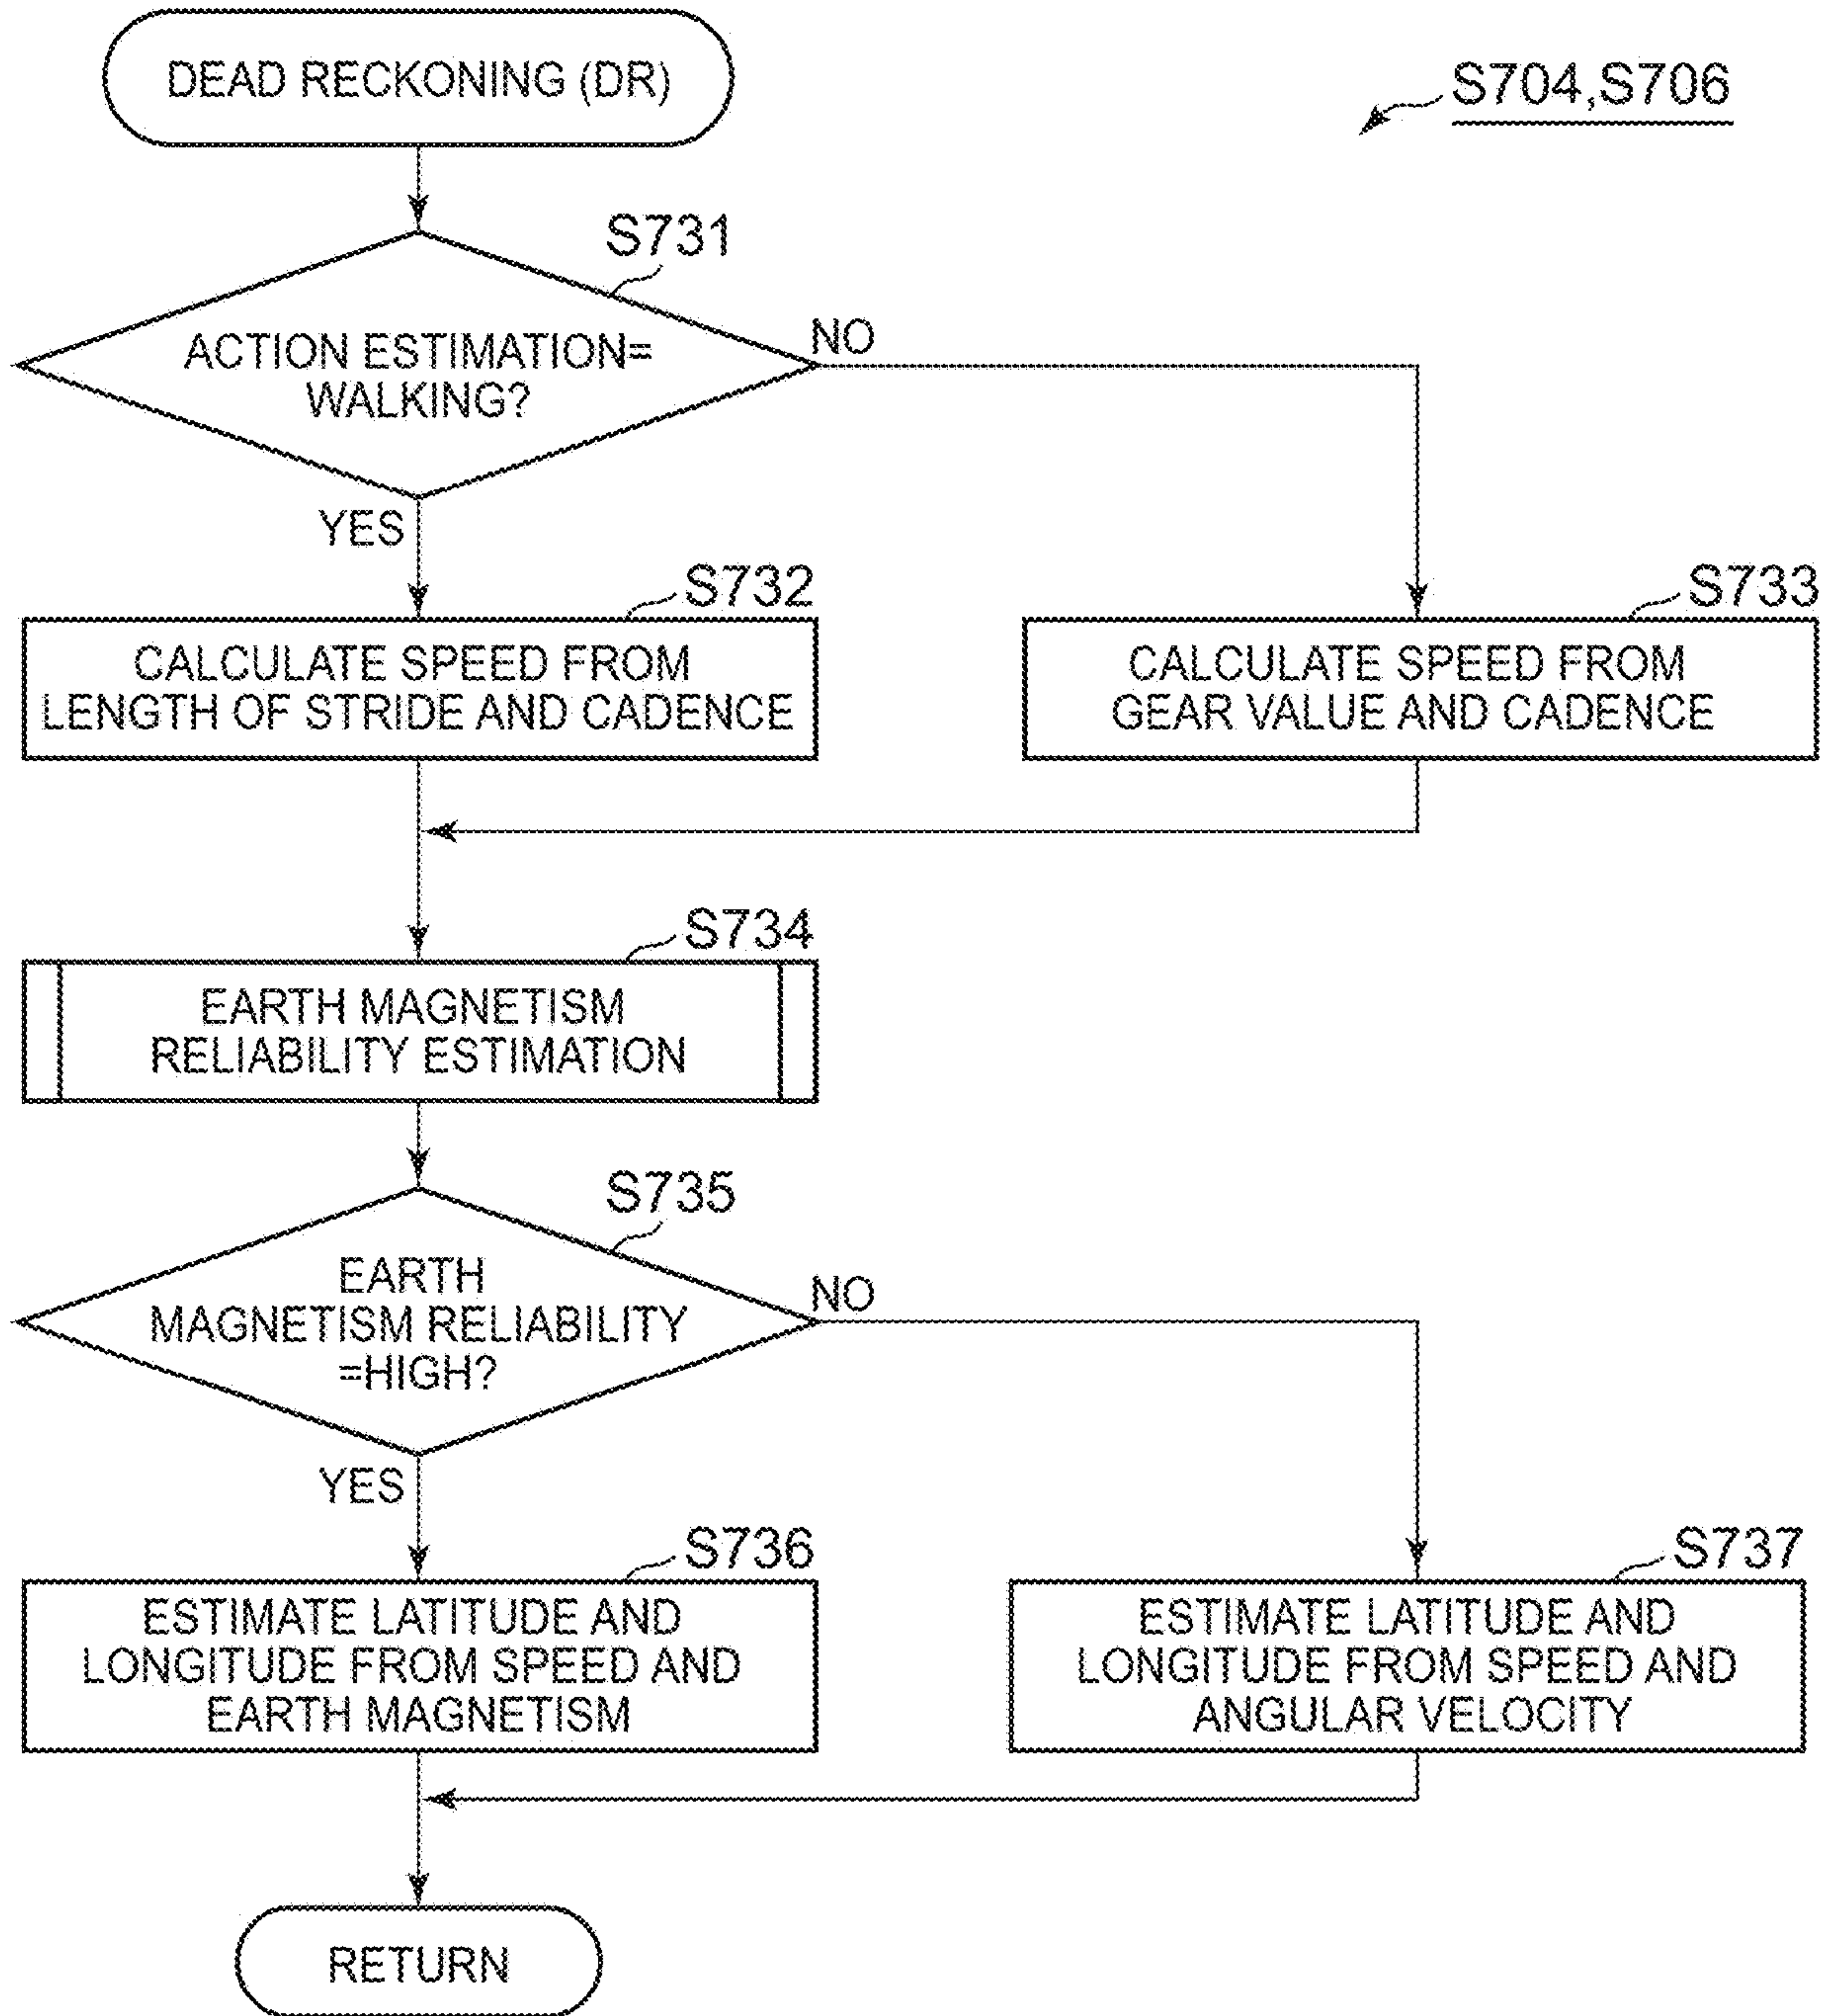 DEAD RECKONING (DR)
S704,S706
S731
ACTION ESTIMATION=
WALKING?
NO
YES
S732
CALCULATE SPEED FROM
LENGTH OF STRIDE AND CADENCE
S733
CALCULATE SPEED FROM
GEAR VALUE AND CADENCE
S734
EARTH MAGNETISM
RELIABILITY ESTIMATION
S735
EARTH
MAGNETISM RELIABILITY
=HIGH?
NO
YES
S736
ESTIMATE LATITUDE AND
LONGITUDE FROM SPEED AND
EARTH MAGNETISM
S737
ESTIMATE LATITUDE AND
LONGITUDE FROM SPEED AND
ANGULAR VELOCITY
RETURN